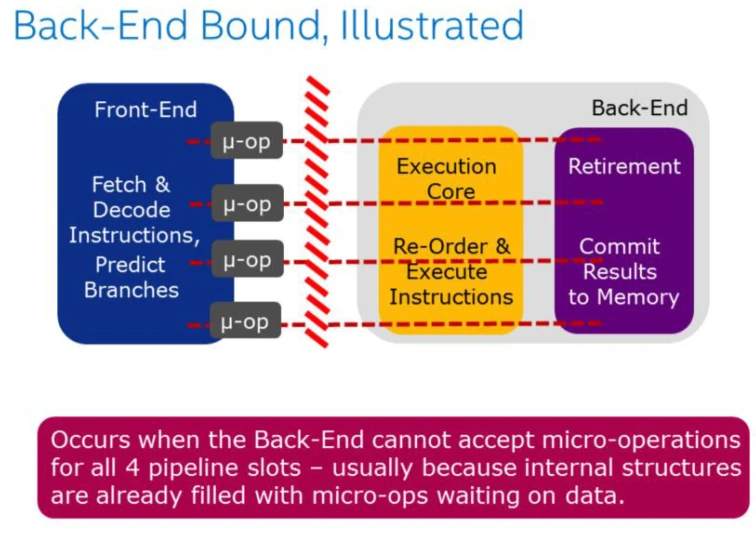 Back-End Bound, Illustrated
Front-End
Back-End
μ-op
μ-op
μ-op
μ-op
Fetch &
Decode
Instructions,
Predict
Branches
Execution
Core
Re-Order &
Execute
Instructions
Retirement
Commit
Results
to Memory
Occurs when the Back-End cannot accept micro-operations
for all 4 pipeline slots – usually because internal structures
are already filled with micro-ops waiting on data.